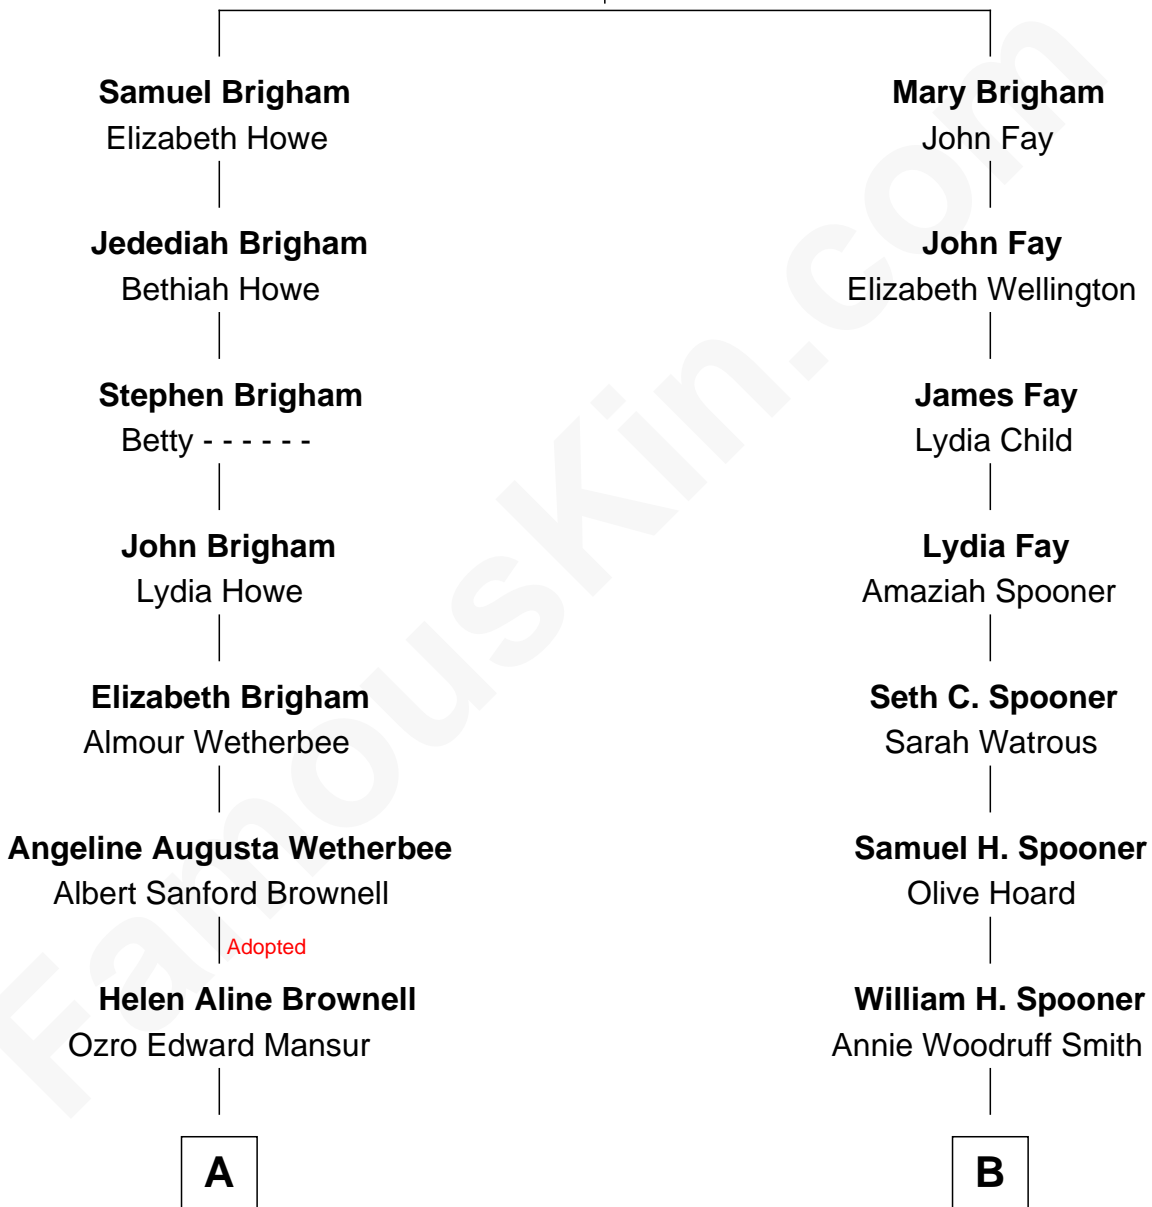 Samuel Brigham
Elizabeth Howe
Mary Brigham
John Fay
Jedediah Brigham
Bethiah Howe
John Fay
Elizabeth Wellington
Stephen Brigham
Betty - - - - - -
James Fay
Lydia Child
John Brigham
Lydia Howe
Lydia Fay
Amaziah Spooner
Elizabeth Brigham
Almour Wetherbee
Seth C. Spooner
Sarah Watrous
Angeline Augusta Wetherbee
Albert Sanford Brownell
Samuel H. Spooner
Olive Hoard
Adopted
Helen Aline Brownell
Ozro Edward Mansur
William H. Spooner
Annie Woodruff Smith
A
B
FamousKin.com